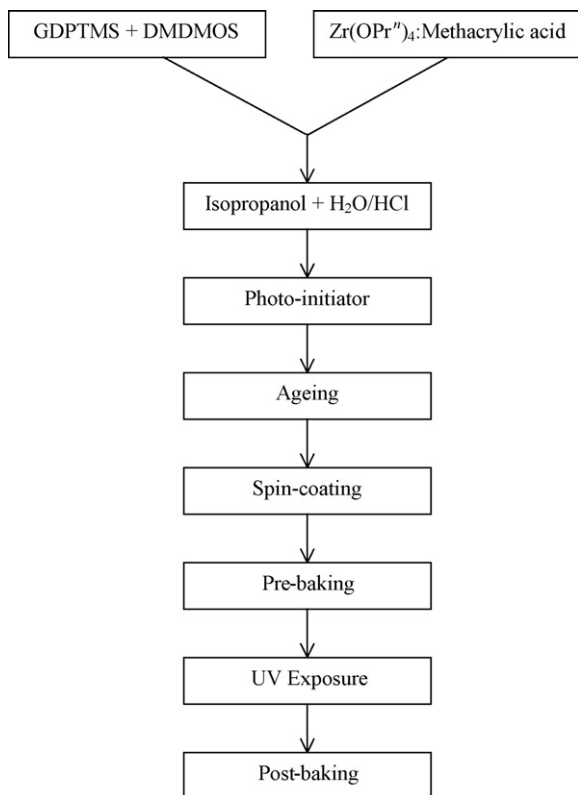 GDPTMS + DMDMOS
Zr(OPrⁿ)₄:Methacrylic acid
Isopropanol + H₂O/HCl
Photo-initiator
Ageing
Spin-coating
Pre-baking
UV Exposure
Post-baking